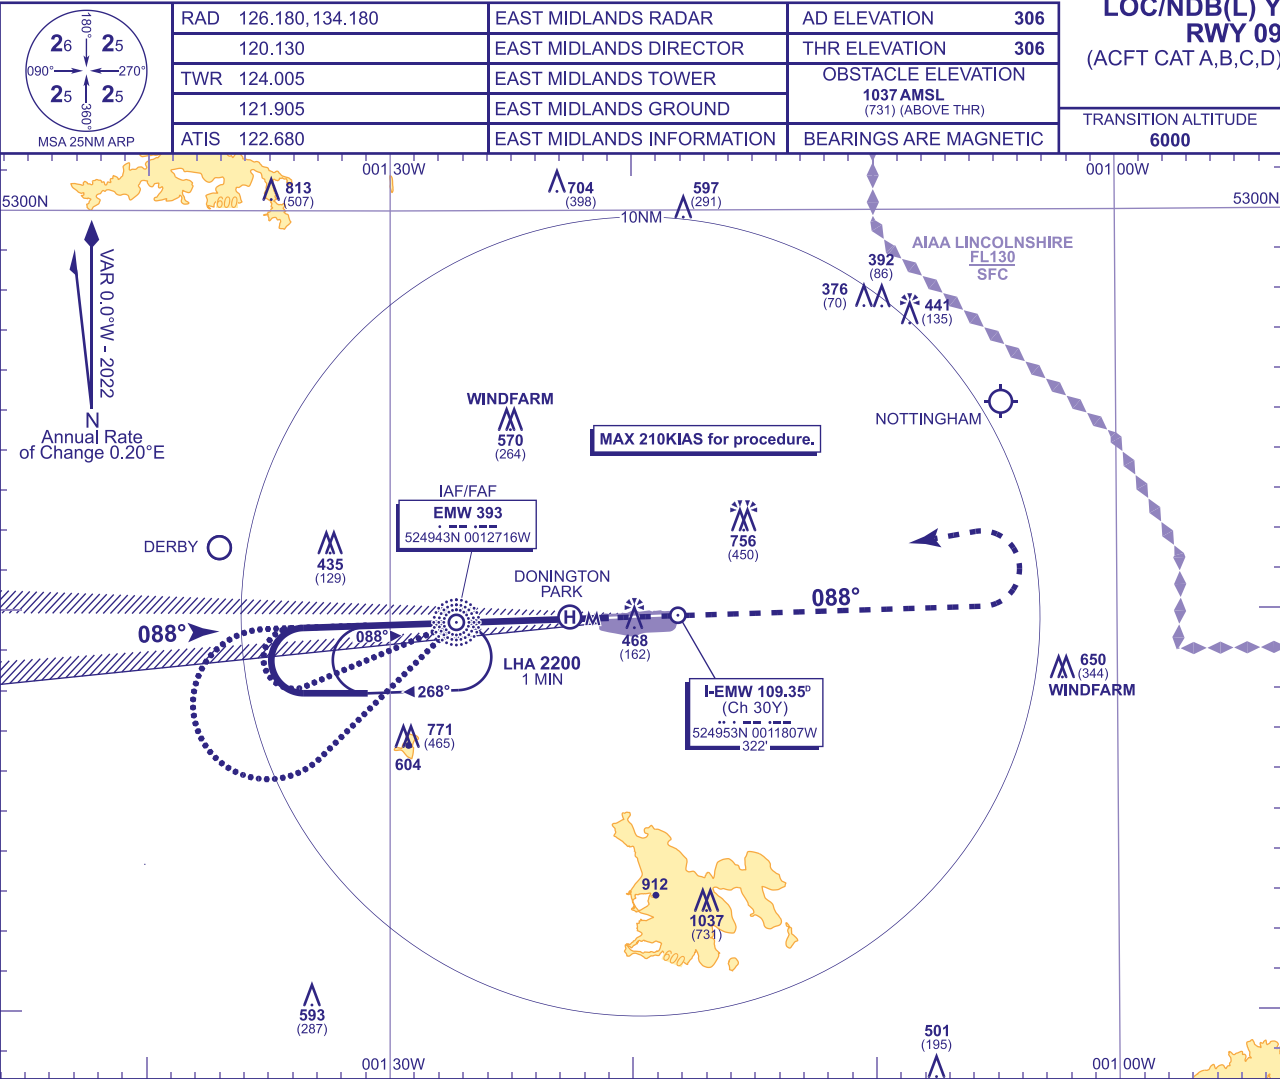 180°
26 25
090° 270°
25 25
360°
MSA 25NM ARP
RAD 126.180,134.180 EAST MIDLANDS RADAR
120.130 EAST MIDLANDS DIRECTOR
TWR 124.005 EAST MIDLANDS TOWER
121.905 EAST MIDLANDS GROUND
ATIS 122.680 EAST MIDLANDS INFORMATION
AD ELEVATION 306
THR ELEVATION 306
OBSTACLE ELEVATION
1037 AMSL
(731) (ABOVE THR)
BEARINGS ARE MAGNETIC
LOC/NDB(L) Y
RWY 09
(ACFT CAT A,B,C,D)
TRANSITION ALTITUDE
6000
001 30W
001 00W
5300N
5300N
813
(507)
600
704
(398)
597
(291)
10NM
AIAA LINCOLNSHIRE
FL130
SFC
392
(86)
376
(70)
441
(135)
VAR 0.0°W - 2022
N
Annual Rate
of Change 0.20°E
WINDFARM
570
(264)
MAX 210KIAS for procedure.
NOTTINGHAM
IAF/FAF
EMW 393
524943N 0012716W
DERBY
435
(129)
756
(450)
DONINGTON
PARK
H
M
088°
088°
088°
468
(162)
LHA 2200
1 MIN
268°
650
(344)
WINDFARM
I-EMW 109.35D
(Ch 30Y)
524953N 0011807W
322'
771
(465)
604
912
1037
(731)
600
593
(287)
501
(195)
001 30W
001 00W